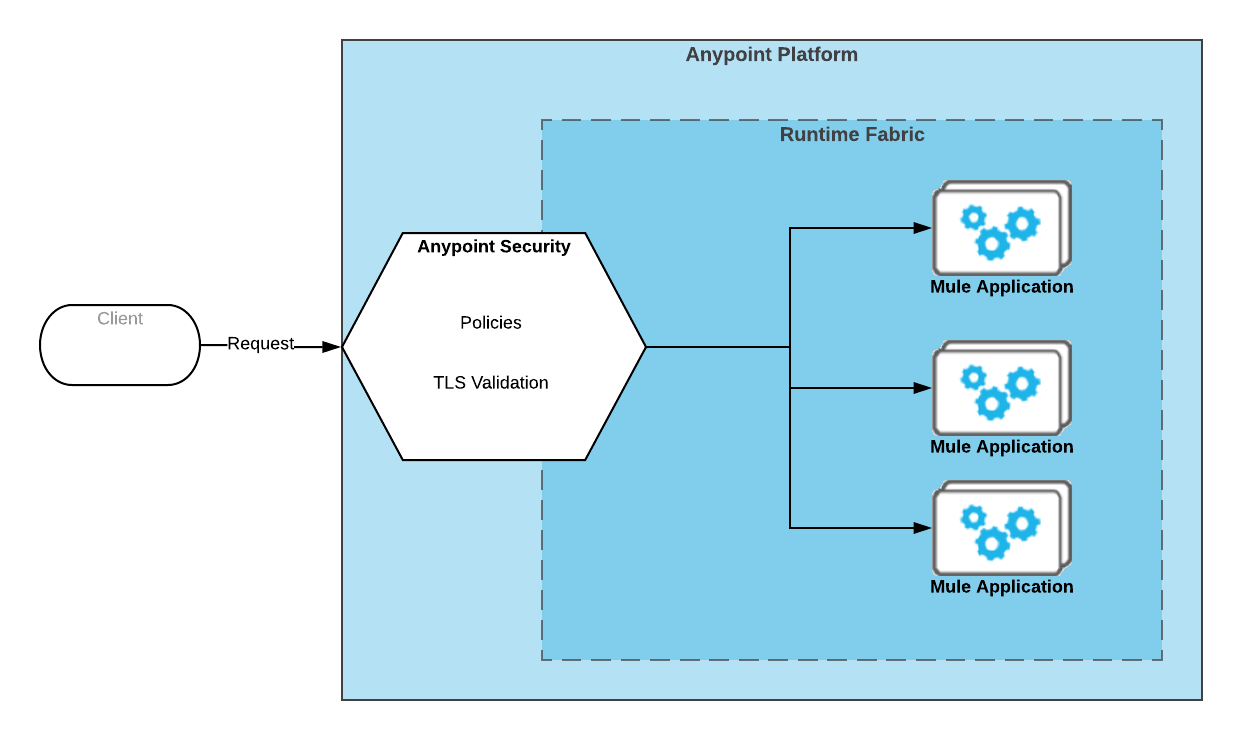 Anypoint Platform
Runtime Fabric
Client
Request
Anypoint Security
Policies
TLS Validation
Mule Application
Mule Application
Mule Application